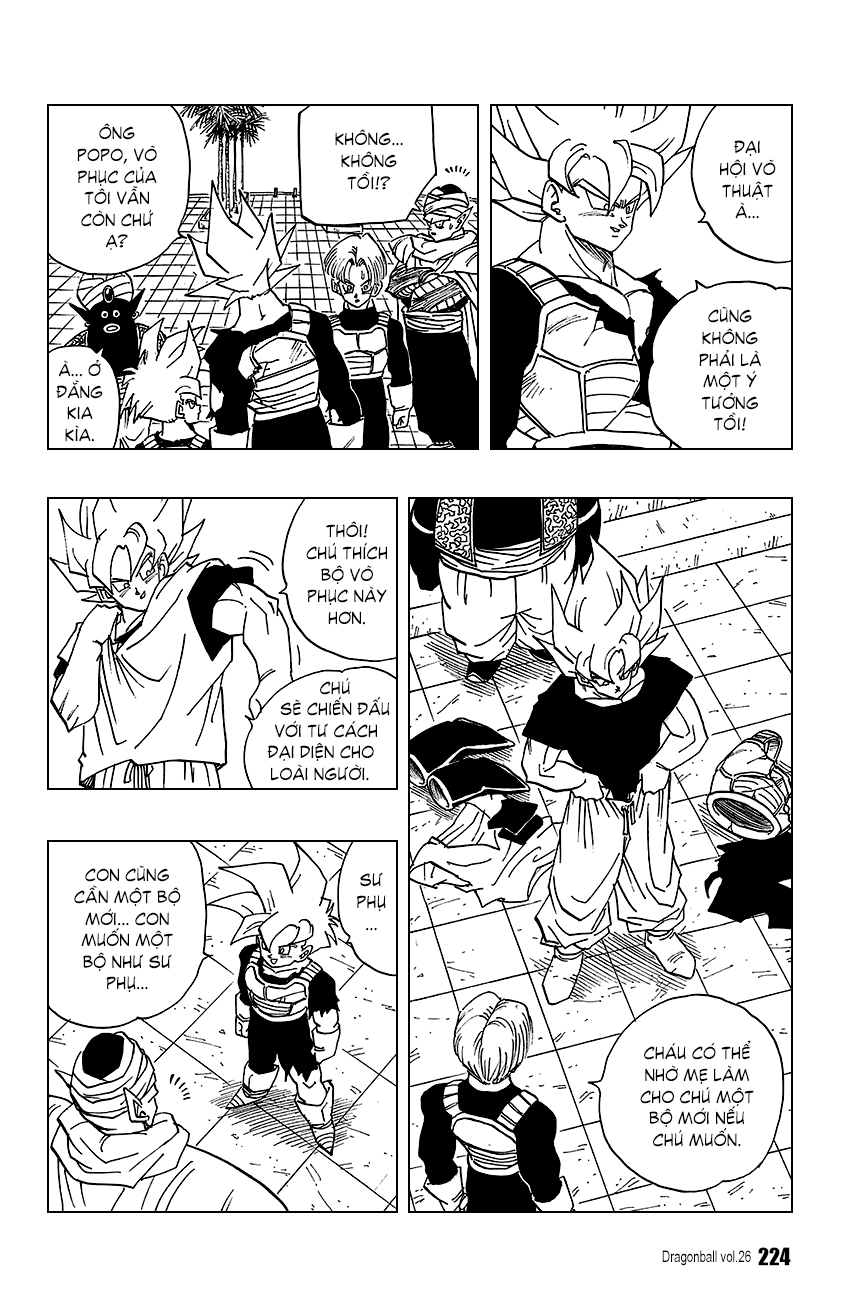 ĐẠI
HỘI VÕ
THUẬT
À...
CŨNG
KHÔNG
PHẢI LÀ
MỘT Ý
TƯỞNG
TỒI!
KHÔNG...
KHÔNG
TỒI!?
ÔNG
POPO, VÕ
PHỤC CỦA
TÔI VẪN
CÒN CHỨ
Ạ?
À... Ở
ĐẰNG
KIA
KÌA.
CHÁU CÓ THỂ
NHỜ MẸ LÀM
CHO CHÚ MỘT
BỘ MỚI NẾU
CHÚ MUỐN.
THÔI!
CHÚ THÍCH
BỘ VÕ
PHỤC NÀY
HƠN.
CHÚ
SẼ CHIẾN ĐẤU
VỚI TƯ CÁCH
ĐẠI DIỆN CHO
LOÀI NGƯỜI.
SƯ
PHỤ
...
CON CŨNG
CẦN MỘT BỘ
MỚI... CON
MUỐN MỘT
BỘ NHƯ SƯ
PHỤ...
Dragonball vol.26 224